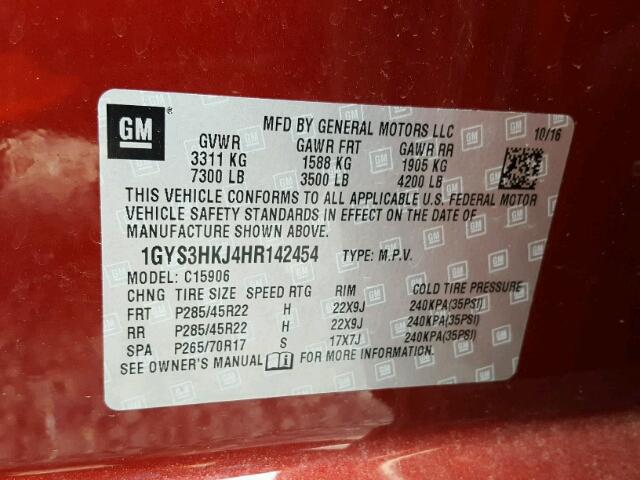 GM ®
MFD BY GENERAL MOTORS LLC 10/16
GVWR GAWR FRT GAWR RR
3311 KG 1588 KG 1905 KG
7300 LB 3500 LB 4200 LB
THIS VEHICLE CONFORMS TO ALL APPLICABLE U.S. FEDERAL MOTOR
VEHICLE SAFETY STANDARDS IN EFFECT ON THE DATE OF
MANUFACTURE SHOWN ABOVE.
1GYS3HKJ4HR142454 TYPE: M.P.V.
MODEL: C15906
CHNG TIRE SIZE SPEED RTG RIM COLD TIRE PRESSURE
FRT P285/45R22 H 22X9J 240KPA(35PSI)
RR P285/45R22 H 22X9J 240KPA(35PSI)
SPA P265/70R17 S 17X7J 240KPA(35PSI)
SEE OWNER'S MANUAL FOR MORE INFORMATION.